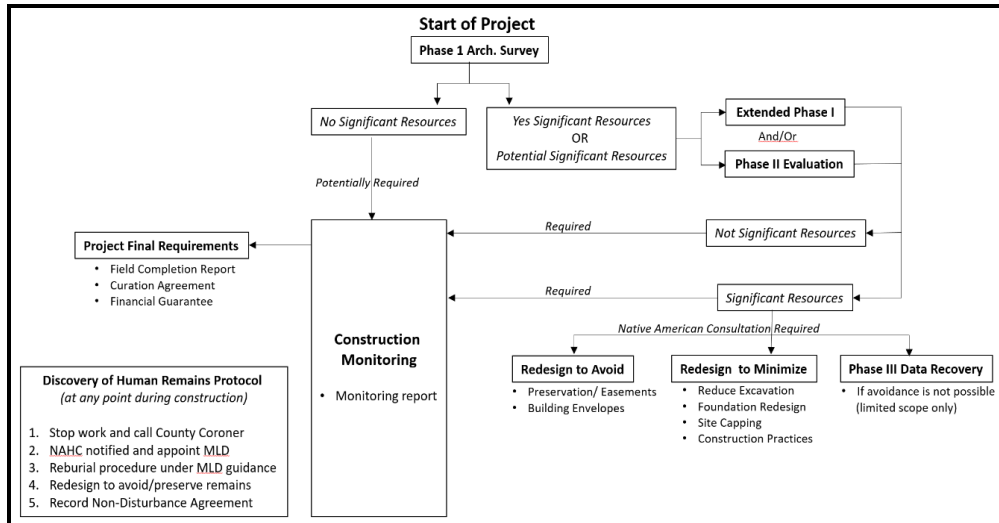 Start of Project
Phase 1 Arch. Survey
No Significant Resources
Yes Significant Resources
OR
Potential Significant Resources
Extended Phase I
And/Or
Phase II Evaluation
Potentially Required
Project Final Requirements
• Field Completion Report
• Curation Agreement
• Financial Guarantee
Required
Not Significant Resources
Required
Significant Resources
Construction
Monitoring
• Monitoring report
Native American Consultation Required
Redesign to Avoid
• Preservation/ Easements
• Building Envelopes
Redesign to Minimize
• Reduce Excavation
• Foundation Redesign
• Site Capping
• Construction Practices
Phase III Data Recovery
• If avoidance is not possible
(limited scope only)
Discovery of Human Remains Protocol
(at any point during construction)
1. Stop work and call County Coroner
2. NAHC notified and appoint MLD
3. Reburial procedure under MLD guidance
4. Redesign to avoid/preserve remains
5. Record Non-Disturbance Agreement